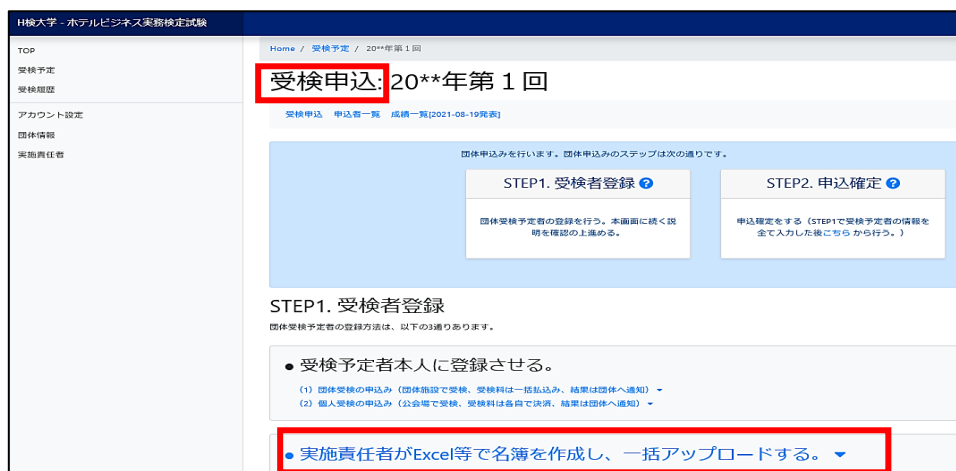 H検大学 - ホテルビジネス実務検定試験
TOP
受検予定
受検履歴
アカウント設定
団体情報
実施責任者
Home / 受検予定 / 20**年第１回
受検申込: 20**年第１回
受検申込 申込者一覧 成績一覧[2021-08-19発表]
団体申込みを行います。団体申込みのステップは次の通りです。
STEP1. 受検者登録 ?
団体受検予定者の登録を行う。本画面に続く説
明を確認の上進める。
STEP2. 申込確定 ?
申込確定をする（STEP1で受検予定者の情報を
全て入力した後こちら から行う。）
STEP1. 受検者登録
団体受検予定者の登録方法は、以下の3通りあります。
● 受検予定者本人に登録させる。
（1）団体受検の申込み（団体施設で受検、受検料は一括払込み、結果は団体へ通知）
（2）個人受検の申込み（公会場で受検、受検料は各自で決済、結果は団体へ通知）
● 実施責任者がExcel等で名簿を作成し、一括アップロードする。